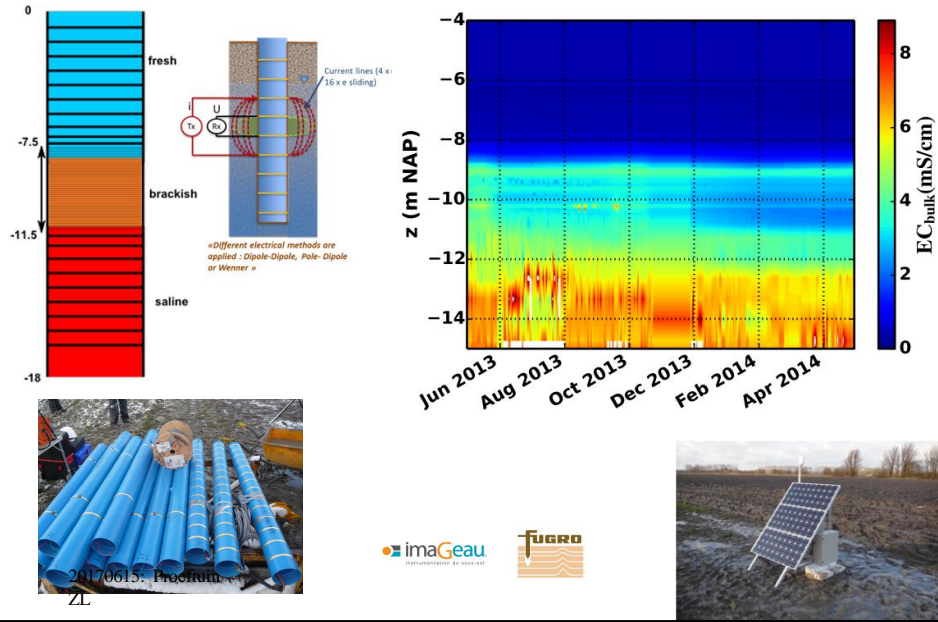 0
fresh
-7.5
brackish
-11.5
saline
-18
Current lines (4 x
16 x e sliding)
i
U
Tx
Rx
«Different electrical methods are
applied : Dipole-Dipole, Pole- Dipole
or Wenner »
−4
−6
−8
−10
−12
−14
z (m NAP)
Jun 2013
Aug 2013
Oct 2013
Dec 2013
Feb 2014
Apr 2014
8
6
4
2
0
ECbulk(mS/cm)
20170615: Proeftuin
ZL
imaGeau
instrumentation du sous-sol
fugro